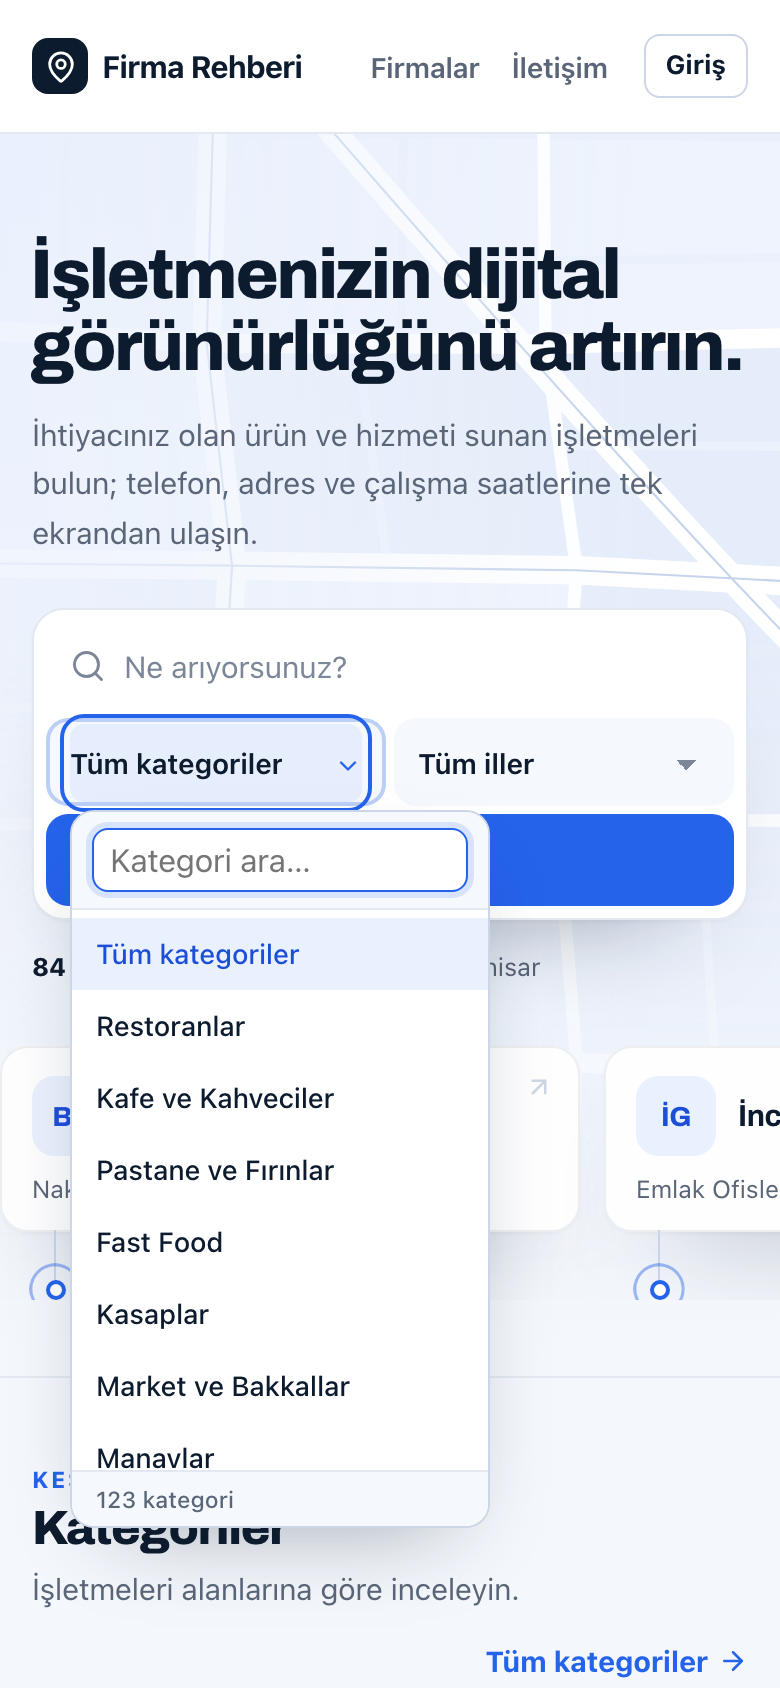 Firma Rehberi
Firmalar
İletişim
Giriş
İşletmenizin dijital
görünürlüğünü artırın.
İhtiyacınız olan ürün ve hizmeti sunan işletmeleri
bulun; telefon, adres ve çalışma saatlerine tek
ekrandan ulaşın.
Ne arıyorsunuz?
Tüm kategoriler
Tüm iller
Kategori ara...
84
Tüm kategoriler
Restoranlar
Kafe ve Kahveciler
Pastane ve Fırınlar
Fast Food
Kasaplar
Market ve Bakkallar
Manavlar
123 kategori
İG
Emlak Ofisle
Kategoriler
İşletmeleri alanlarına göre inceleyin.
Tüm kategoriler →